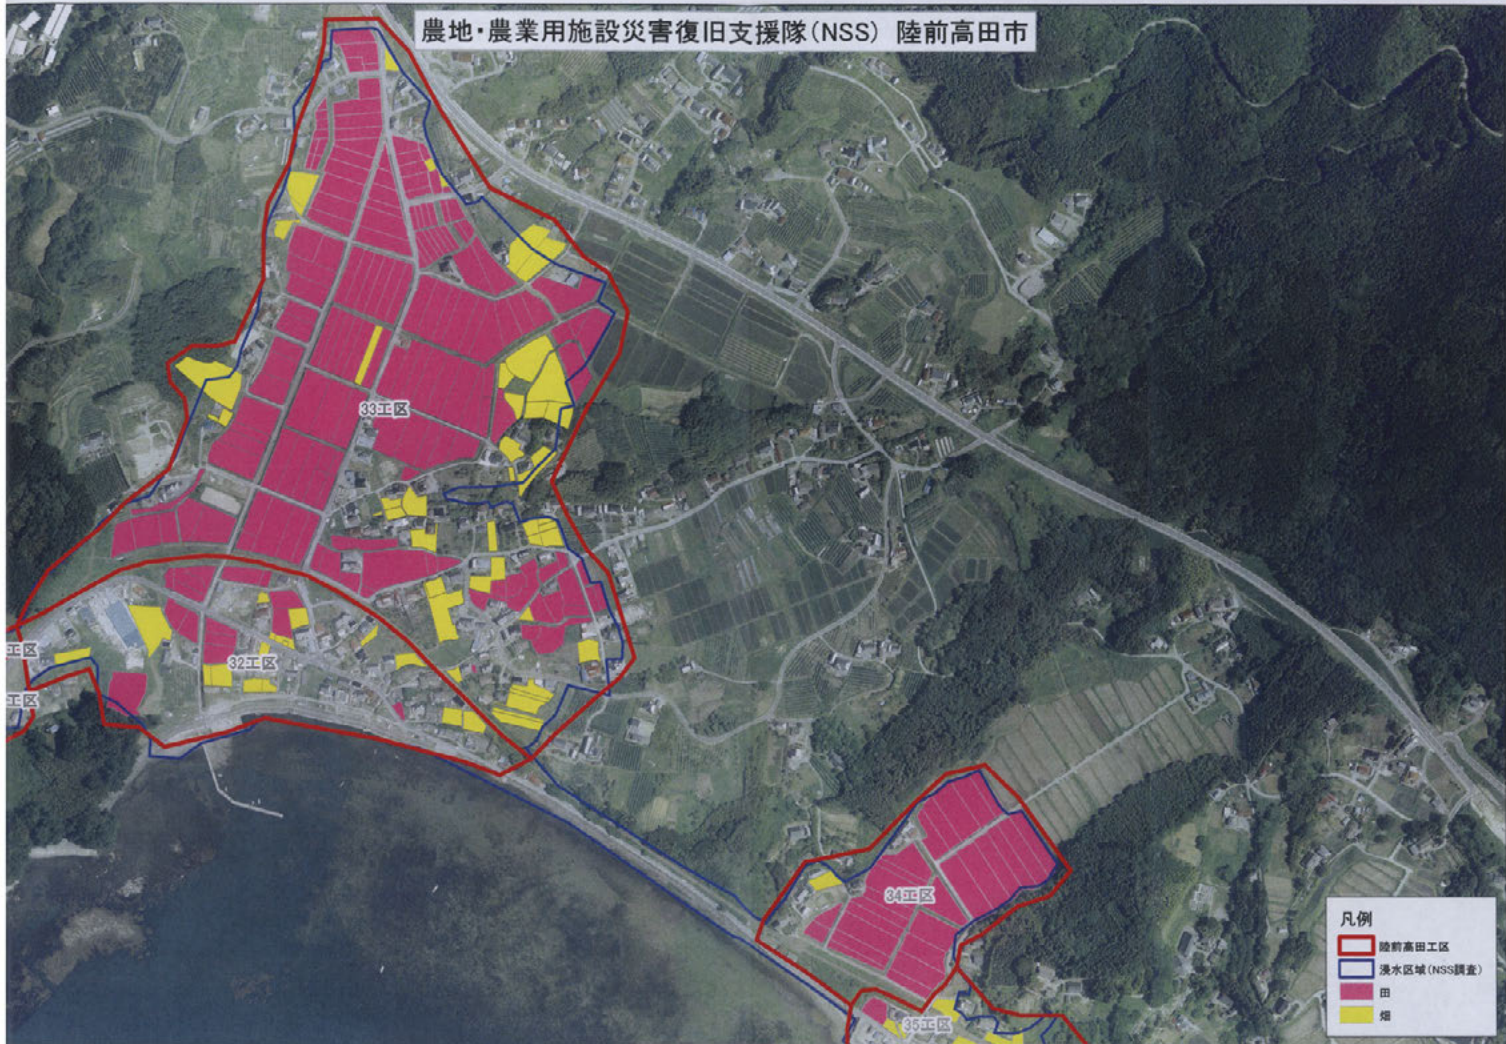 農地・農業用施設災害復旧支援隊(NSS) 陸前高田市
33工区
32工区
工区
工区
34工区
35工区
凡例
陸前高田工区
浸水区域(NSS調査)
田
畑